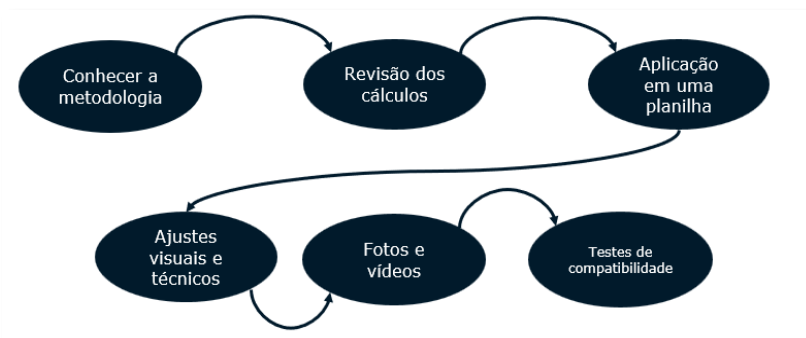 Conhecer a
metodologia
Revisão dos
cálculos
Aplicação
em uma
planilha
Ajustes
visuais e
técnicos
Fotos e
vídeos
Testes de
compatibilidade